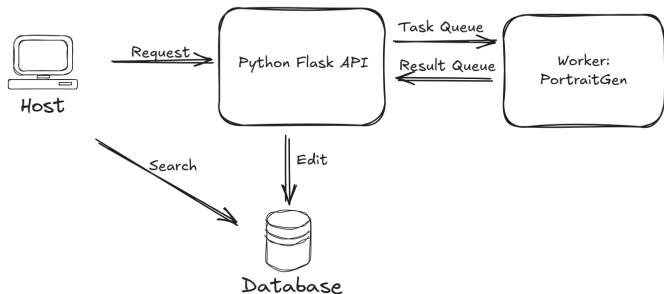 Host
Request
Python Flask API
Task Queue
Result Queue
Worker:
PortraitGen
Search
Edit
Database